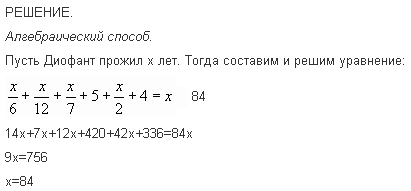 РЕШЕНИЕ.
Алгебраический способ.
Пусть Диофант прожил x лет. Тогда составим и решим уравнение:
x/6 + x/12 + x/7 + 5 + x/2 + 4 = x 84
14x+7x+12x+420+42x+336=84x
9x=756
x=84